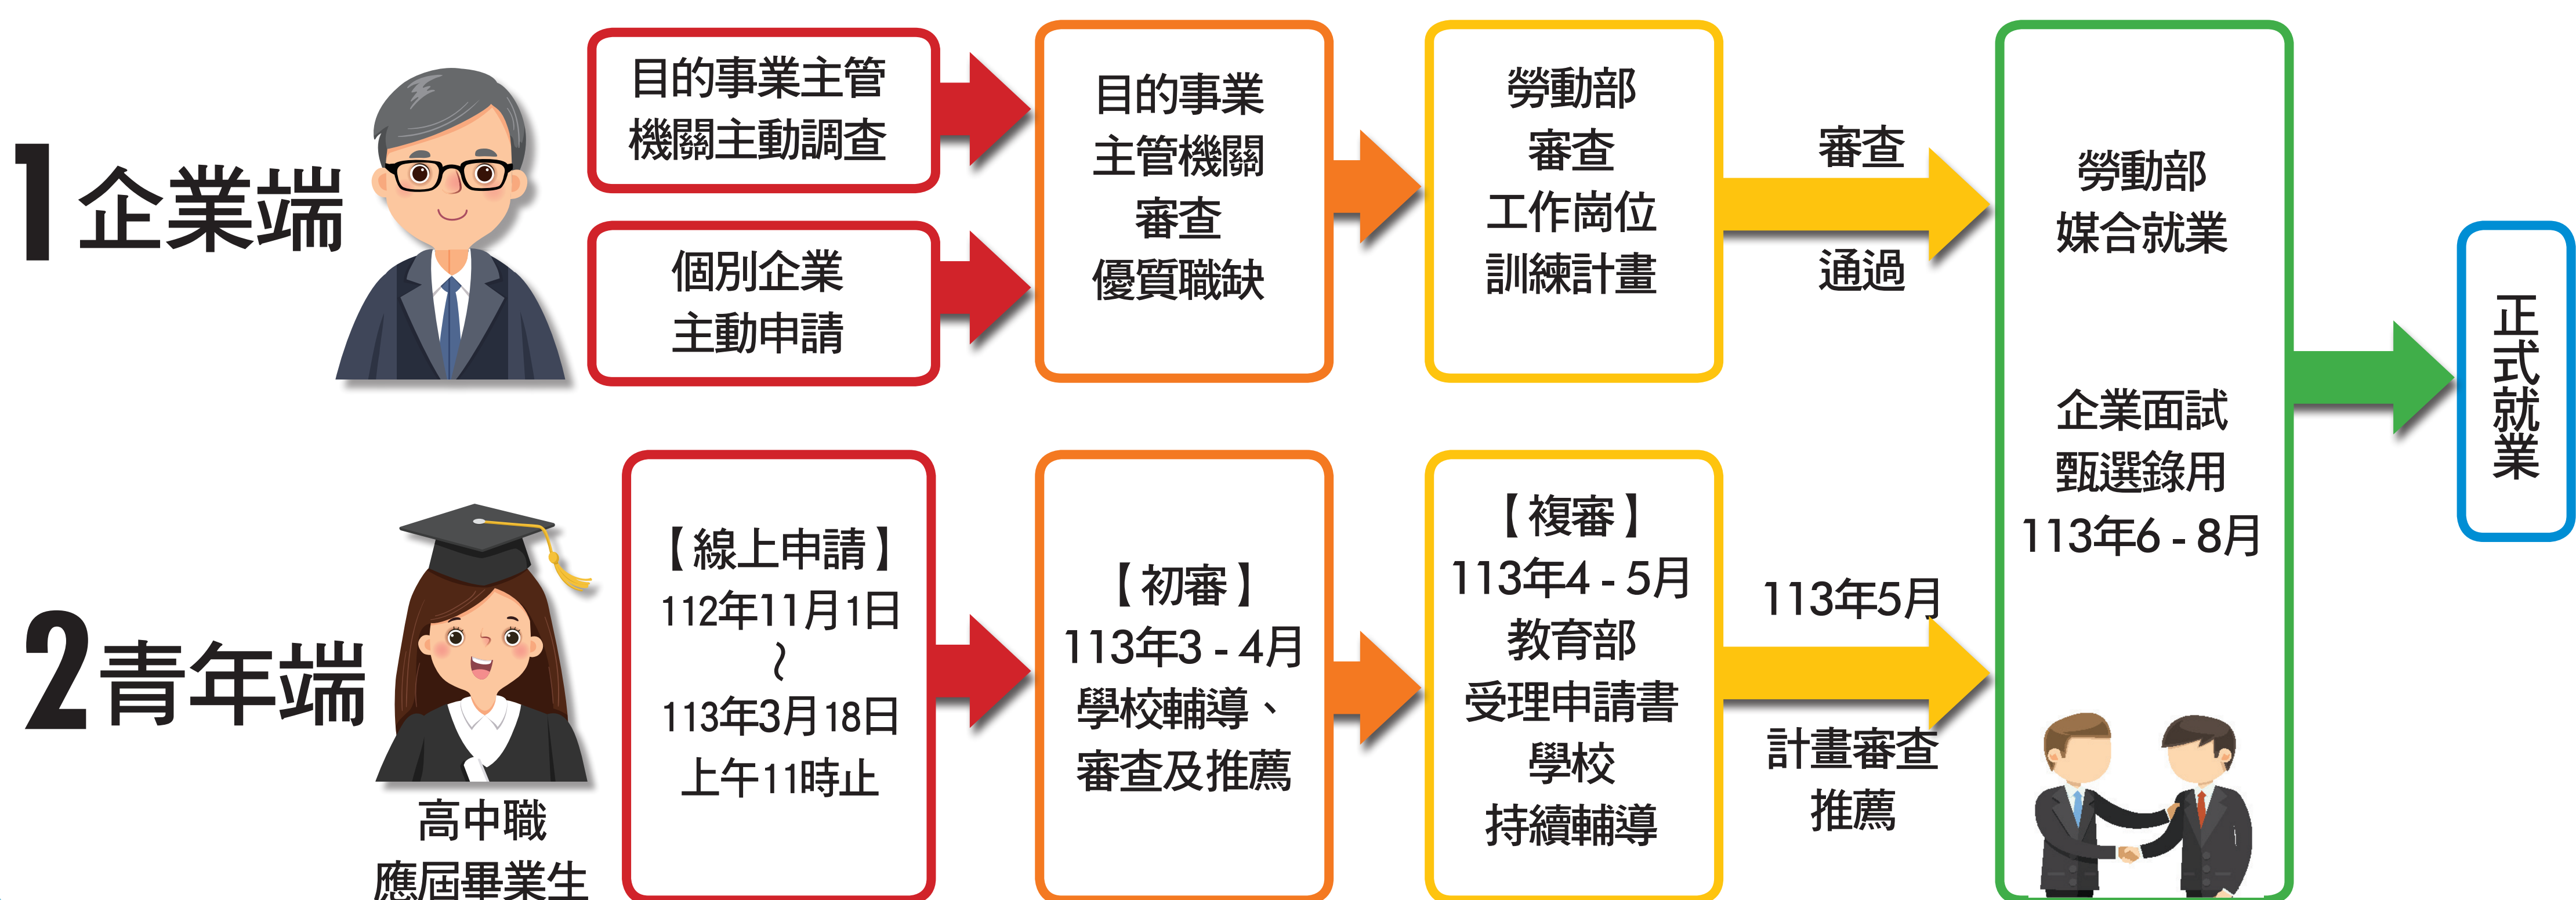 1企業端
目的事業主管
機關主動調查
個別企業
主動申請
目的事業
主管機關
審查
優質職缺
勞動部
審查
工作崗位
訓練計畫
審查
通過
勞動部
媒合就業
企業面試
甄選錄用
113年6 - 8月
正式就業
2青年端
高中職
應屆畢業生
【線上申請】
112年11月1日
～
113年3月18日
上午11時止
【初審】
113年3 - 4月
學校輔導、
審查及推薦
【複審】
113年4 - 5月
教育部
受理申請書
學校
持續輔導
113年5月
計畫審查
推薦